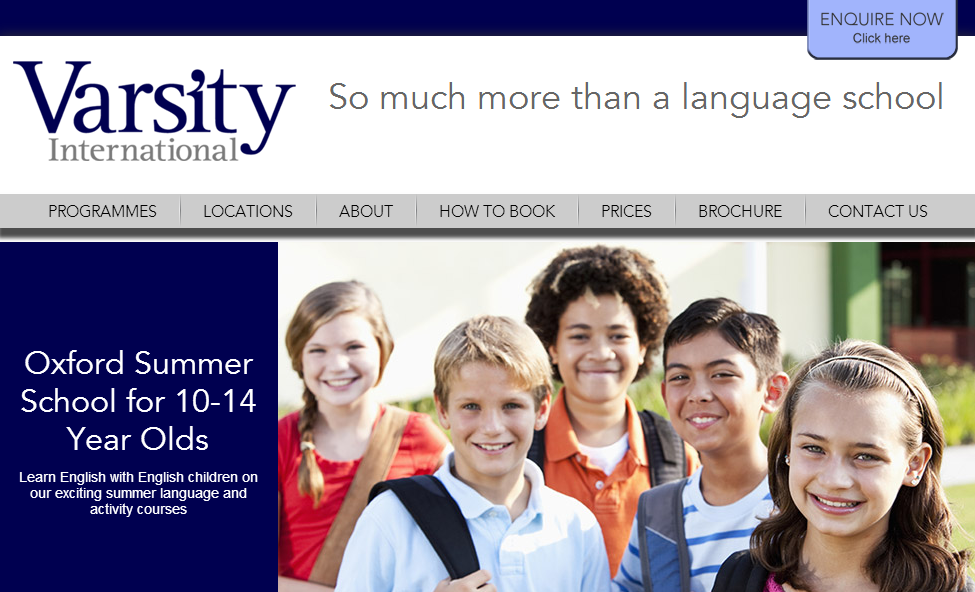 ENQUIRE NOW
Click here
Varsity
International
So much more than a language school
PROGRAMMES
LOCATIONS
ABOUT
HOW TO BOOK
PRICES
BROCHURE
CONTACT US
Oxford Summer
School for 10-14
Year Olds
Learn English with English children on
our exciting summer language and
activity courses